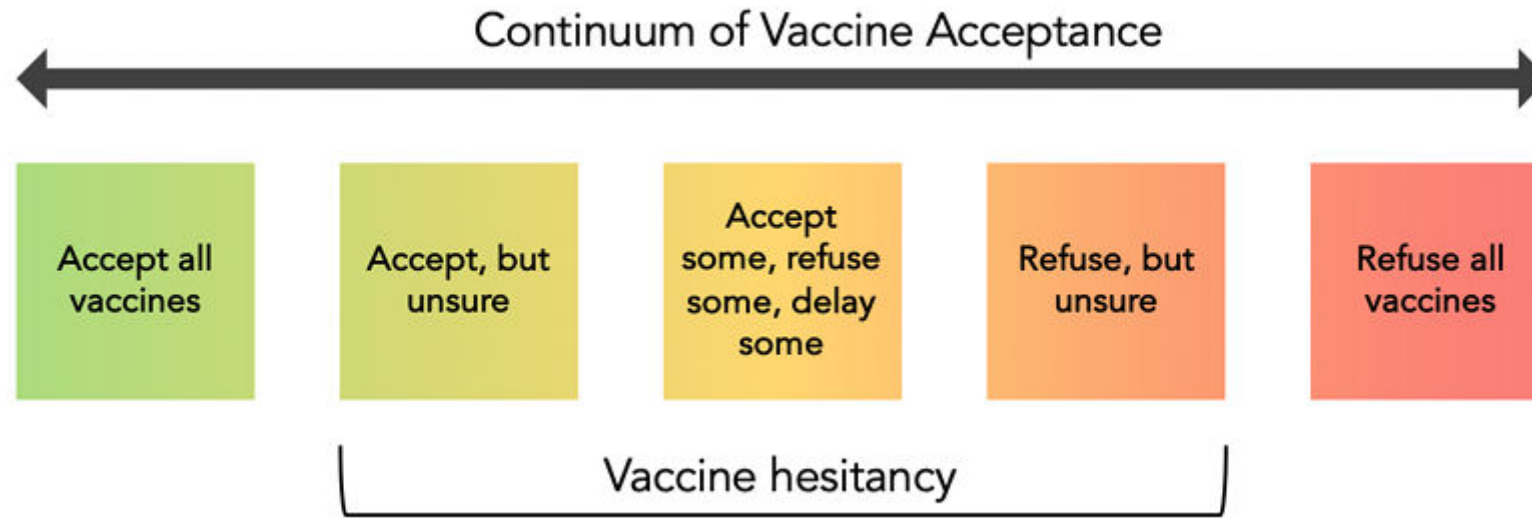 Continuum of Vaccine Acceptance
Accept all
vaccines
Accept, but
unsure
Accept
some, refuse
some, delay
some
Refuse, but
unsure
Refuse all
vaccines
Vaccine hesitancy